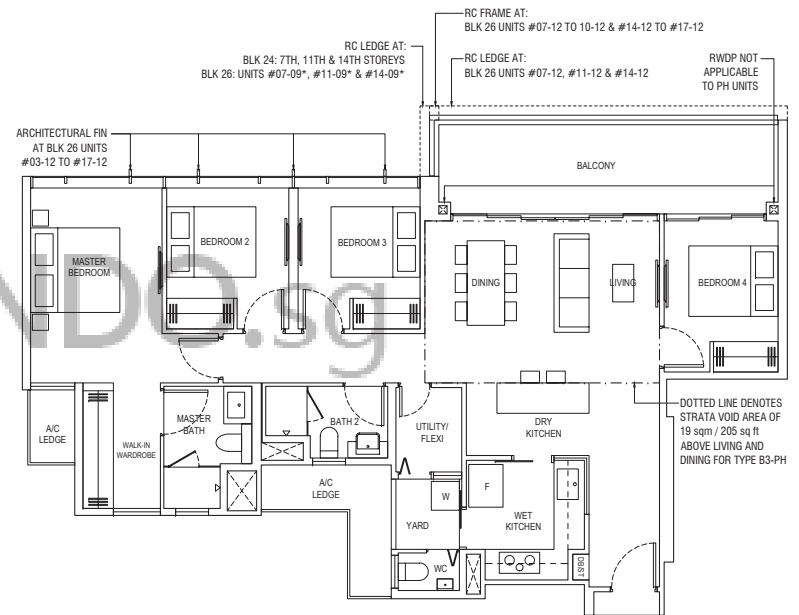 RC FRAME AT:
BLK 26 UNITS #07-12 TO 10-12 & #14-12 TO #17-12
RC LEDGE AT:
BLK 24: 7TH, 11TH & 14TH STOREYS
BLK 26: UNITS #07-09*, #11-09* & #14-09*
RC LEDGE AT:
BLK 26 UNITS #07-12, #11-12 & #14-12
RWDP NOT
APPLICABLE
TO PH UNITS
ARCHITECTURAL FIN
AT BLK 26 UNITS
#03-12 TO #17-12
BALCONY
MASTER
BEDROOM
BEDROOM 2
BEDROOM 3
DINING
LIVING
BEDROOM 4
NDO.sg
A/C
LEDGE
WALK-IN
WARDROBE
MASTER
BATH
BATH 2
UTILITY/
FLEXI
DRY
KITCHEN
DOTTED LINE DENOTES
STRATA VOID AREA OF
19 sqm / 205 sq ft
ABOVE LIVING AND
DINING FOR TYPE B3-PH
A/C
LEDGE
W
F
YARD
WET
KITCHEN
WC
DB/ST